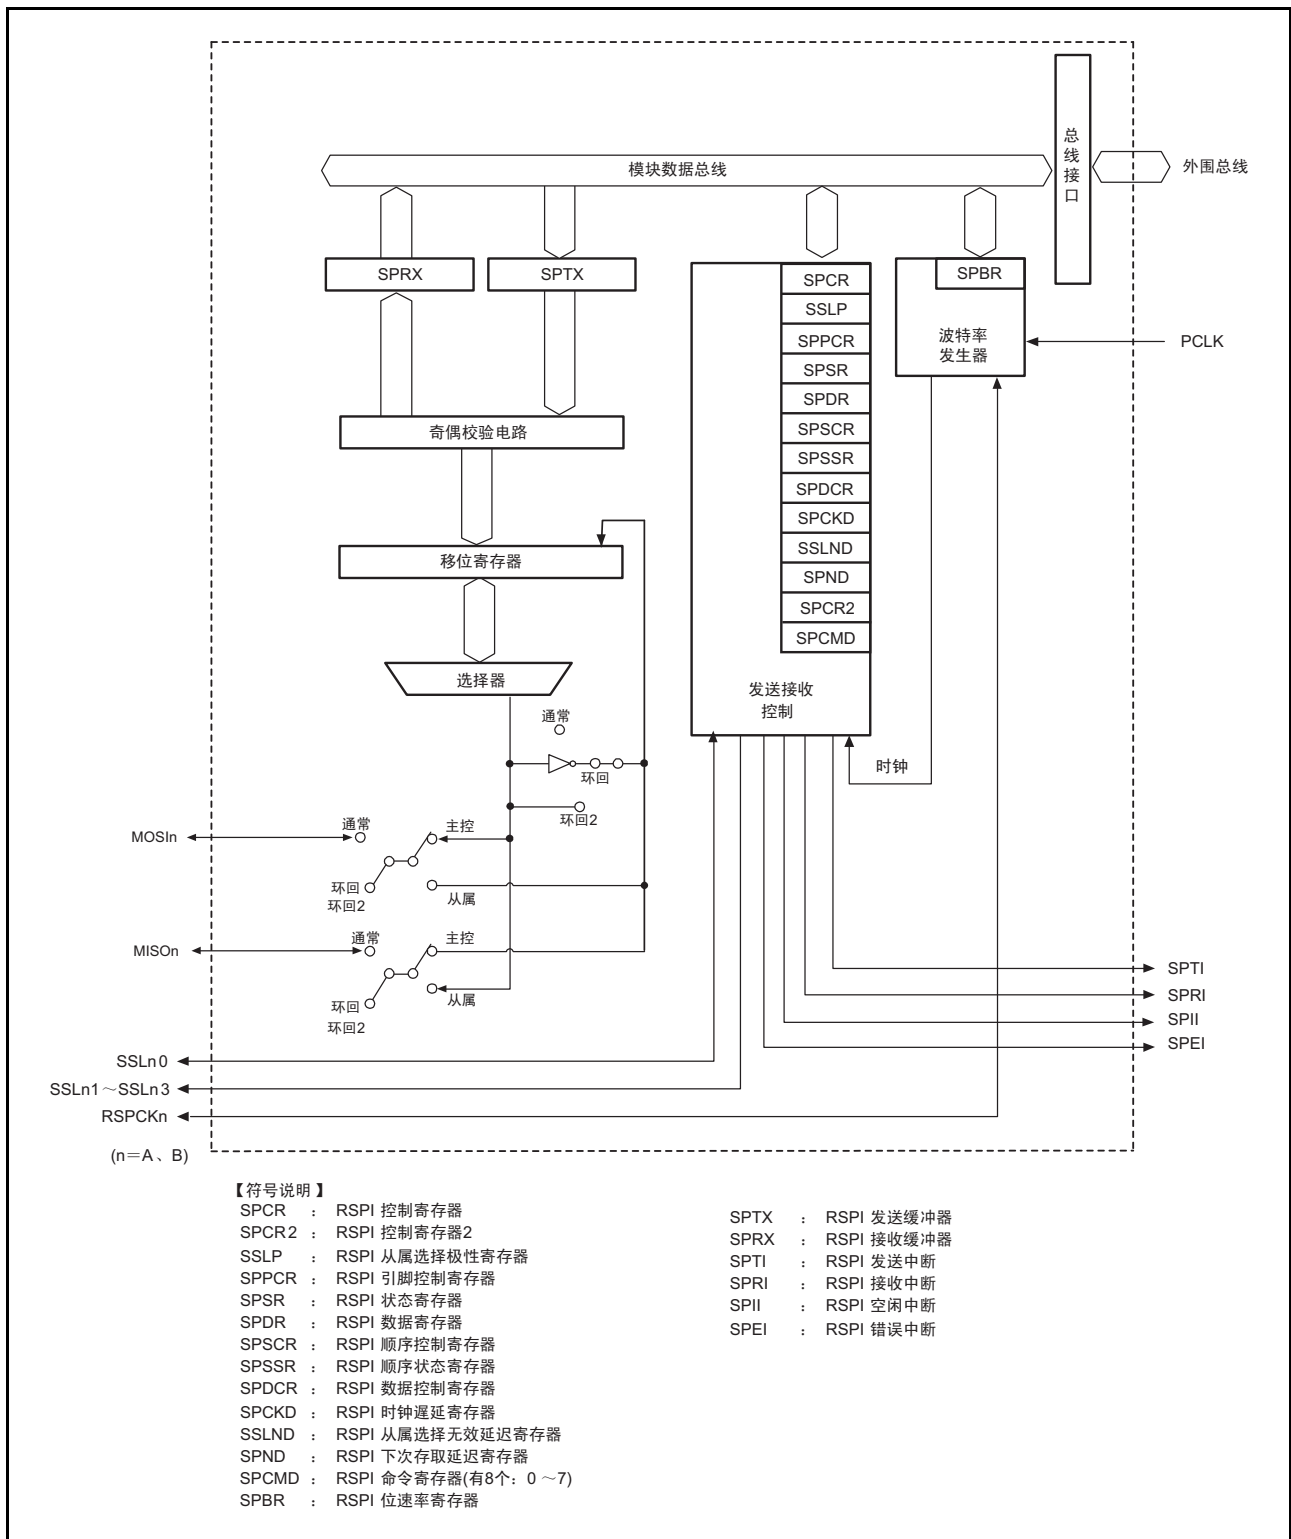 总线接口
模块数据总线
外围总线
SPRX
SPTX
SPCR
SPBR
SSLP
SPPCR
波特率
发生器
PCLK
SPSR
SPDR
奇偶校验电路
SPSCR
SPSSR
SPDCR
SPCKD
SSLND
移位寄存器
SPND
SPCR2
SPCMD
选择器
发送接收
控制
通常
时钟
环回
环回2
MOSIn
通常
主控
环回
环回2
从属
MISOn
通常
主控
环回
环回2
从属
SPTI
SPRI
SPII
SPEI
SSLn0
SSLn1～SSLn3
RSPCKn
(n＝A、B)
【符号说明】
SPCR : RSPI 控制寄存器
SPCR2 : RSPI 控制寄存器2
SSLP : RSPI 从属选择极性寄存器
SPPCR : RSPI 引脚控制寄存器
SPSR : RSPI 状态寄存器
SPDR : RSPI 数据寄存器
SPSCR : RSPI 顺序控制寄存器
SPSSR : RSPI 顺序状态寄存器
SPDCR : RSPI 数据控制寄存器
SPCKD : RSPI 时钟遅延寄存器
SSLND : RSPI 从属选择无效延迟寄存器
SPND : RSPI 下次存取延迟寄存器
SPCMD : RSPI 命令寄存器(有8个：0～7)
SPBR : RSPI 位速率寄存器
SPTX : RSPI 发送缓冲器
SPRX : RSPI 接收缓冲器
SPTI : RSPI 发送中断
SPRI : RSPI 接收中断
SPII : RSPI 空闲中断
SPEI : RSPI 错误中断